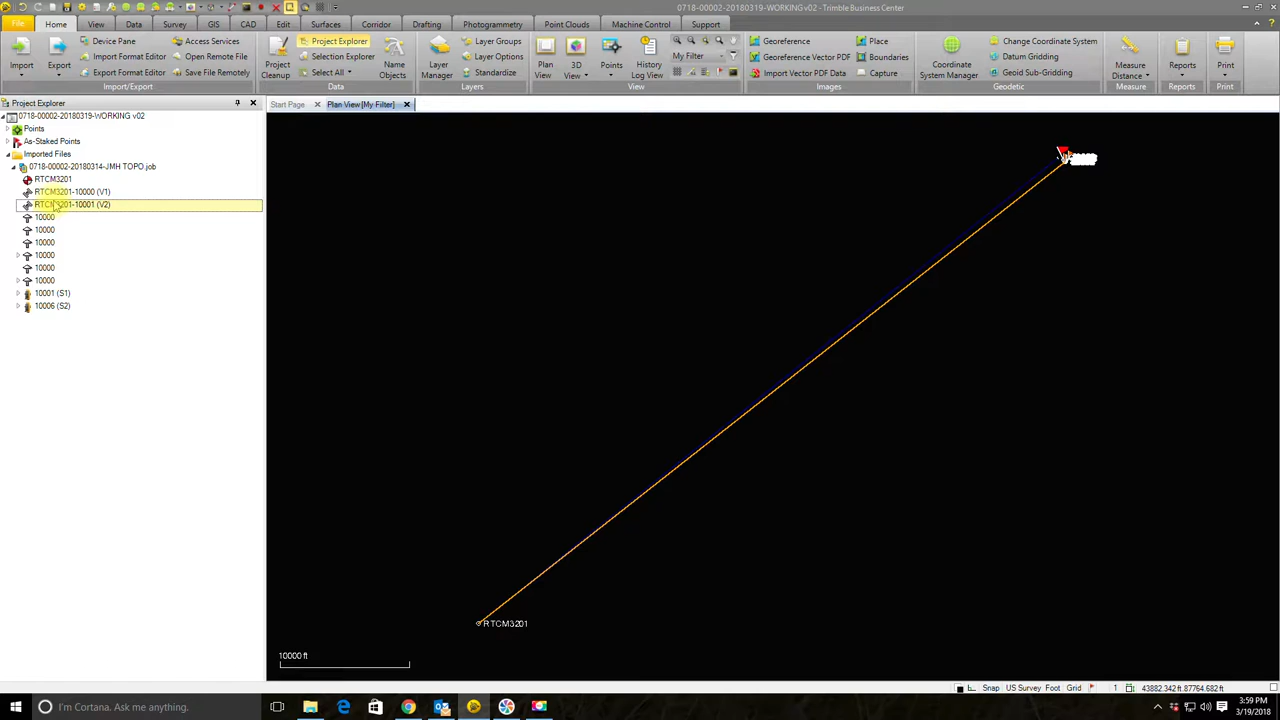 0718-00002-20180319-WORKING v02 - Trimble Business Center
File Home View Data Survey GIS CAD Edit Surfaces Corridor Drafting Photogrammetry Point Clouds Machine Control Support
Import
Export
Device Pane
Import Format Editor
Export Format Editor
Access Services
Open Remote File
Save File Remotely
Import/Export
Project
Cleanup
Project Explorer
Selection Explorer
Select All
Name
Objects
Data
Layer
Manager
Layer Groups
Layer Options
Standardize
Layers
Plan
View
3D
View
Points
History
Log View
My Filter
View
Georeference
Georeference Vector PDF
Import Vector PDF Data
Place
Boundaries
Capture
Images
Coordinate
System Manager
Change Coordinate System
Datum Gridding
Geoid Sub-Gridding
Geodetic
Measure
Distance
Measure
Reports
Reports
Print
Print
Project Explorer
Start Page
Plan View [My Filter]
0718-00002-20180319-WORKING v02
Points
As-Staked Points
Imported Files
0718-00002-20180314-JMH TOPO.job
RTCM3201
RTCM3201-10000 (V1)
RTCM3201-10001 (V2)
10000
10000
10000
10000
10000
10000
10001 (S1)
10006 (S2)
RTCM3201
10000 ft
Snap US Survey Foot Grid 1 43882.342 ft, 87764.682 ft
I'm Cortana. Ask me anything.
3:59 PM
3/19/2018